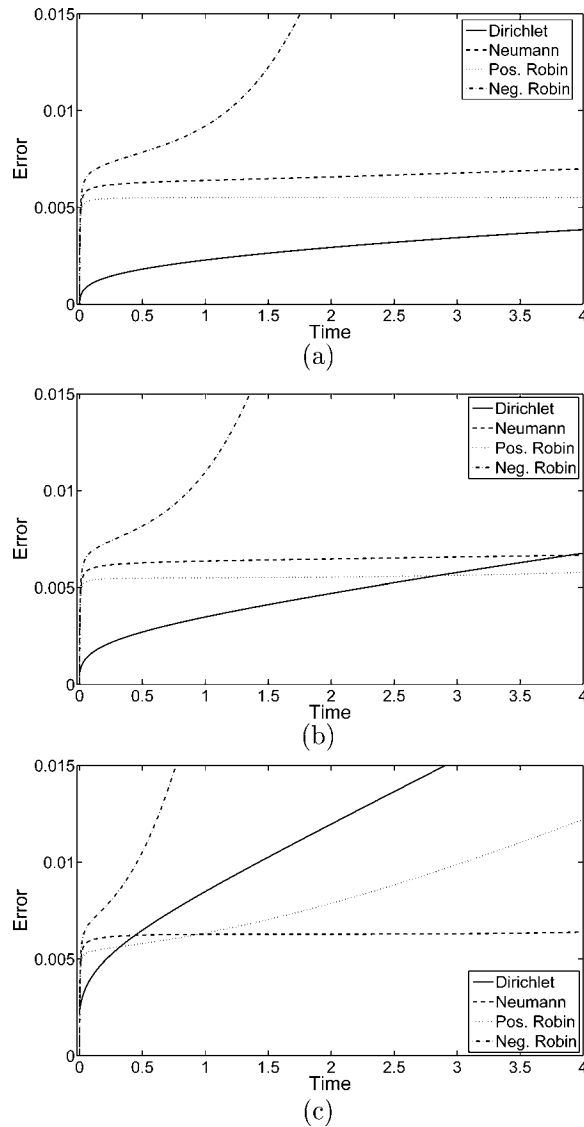 0.015
0.01
0.005
0
Error
Dirichlet
Neumann
Pos. Robin
Neg. Robin
0 0.5 1 1.5 2 2.5 3 3.5 4
Time
(a)
0.015
0.01
0.005
0
Error
Dirichlet
Neumann
Pos. Robin
Neg. Robin
0 0.5 1 1.5 2 2.5 3 3.5 4
Time
(b)
0.015
0.01
0.005
0
Error
Dirichlet
Neumann
Pos. Robin
Neg. Robin
0 0.5 1 1.5 2 2.5 3 3.5 4
Time
(c)